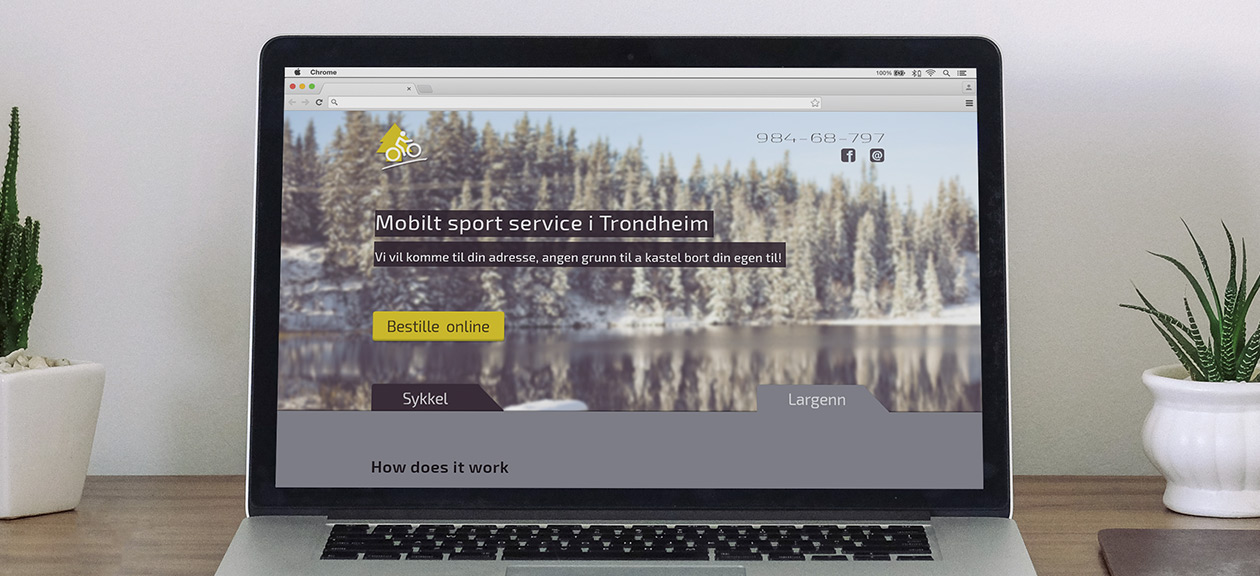 Chrome
100%
984-68-797
Mobilt sport service i Trondheim
Vi vil komme til din adresse, angen grunn til a kastel bort din egen til!
Bestille online
Sykkel
Largenn
How does it work